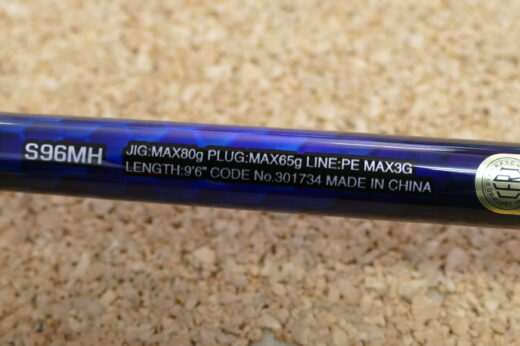 S96MH
JIG:MAX80g PLUG:MAX65g LINE:PE MAX3G
LENGTH:9'6" CODE No.301734 MADE IN CHINA